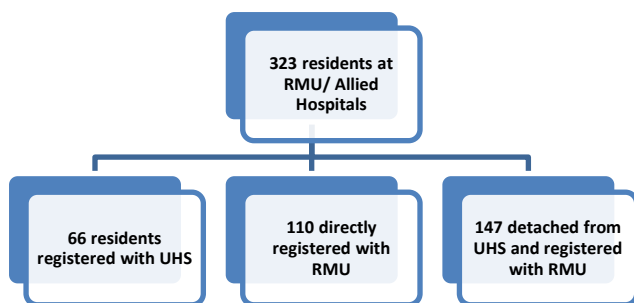 323 residents at
RMU/ Allied
Hospitals
66 residents
registered with UHS
110 directly
registered with
RMU
147 detached from
UHS and registered
with RMU